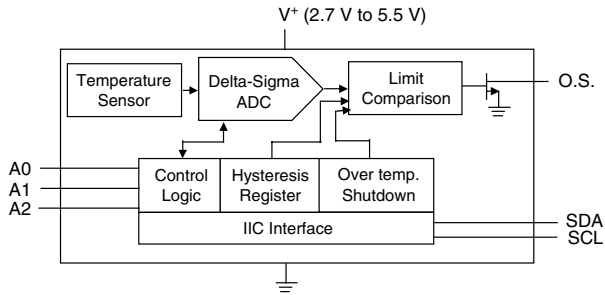 V+ (2.7 V to 5.5 V)
Temperature
Sensor
Delta-Sigma
ADC
Limit
Comparison
O.S.
A0
A1
A2
Control
Logic
Hysteresis
Register
Over temp.
Shutdown
IIC Interface
SDA
SCL